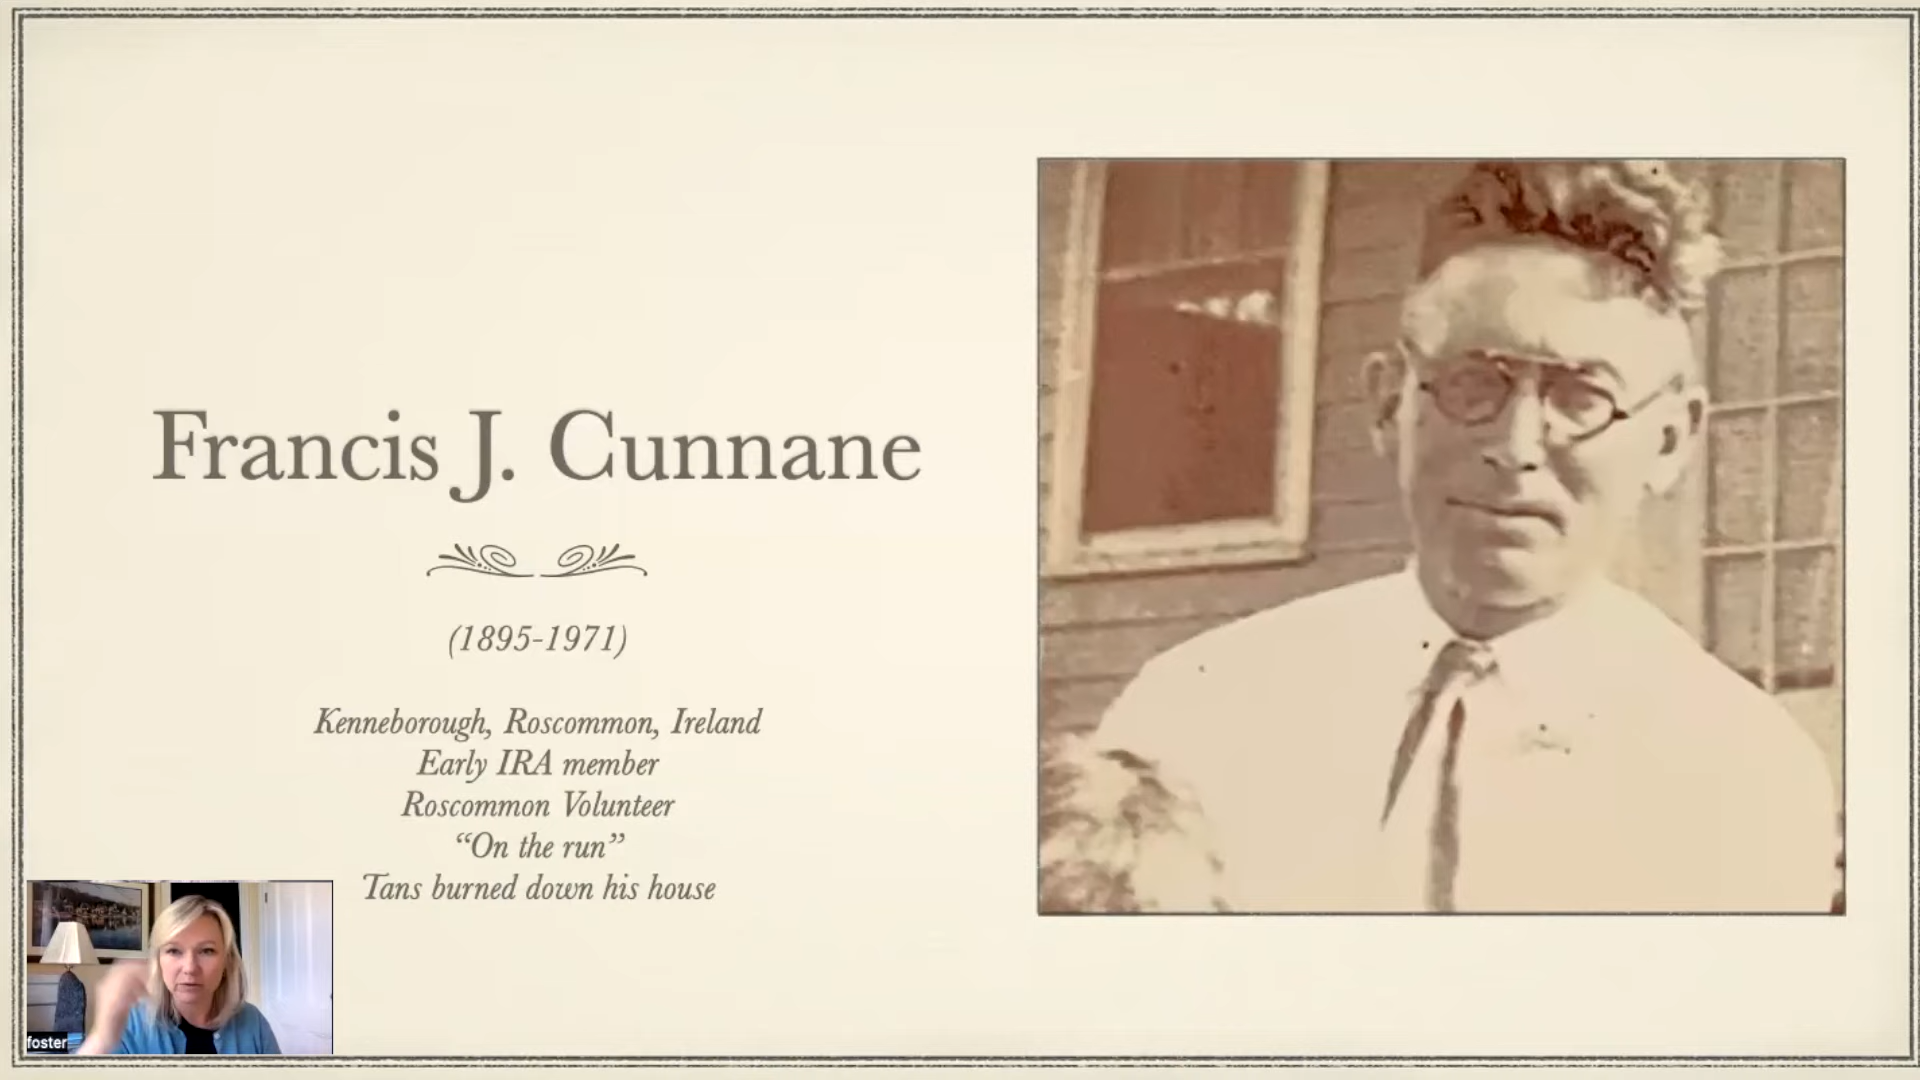 Francis J. Cunnane
(1895-1971)
Kenneborough, Roscommon, Ireland
Early IRA member
Roscommon Volunteer
“On the run”
Tans burned down his house
foster